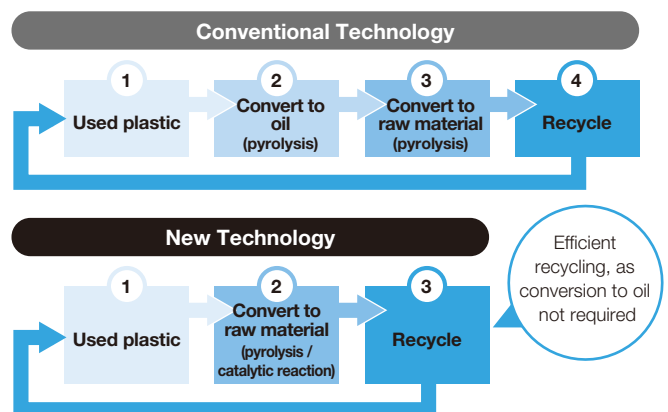 Conventional Technology
1
Used plastic
2
Convert to
oil
(pyrolysis)
3
Convert to
raw material
(pyrolysis)
4
Recycle
New Technology
1
Used plastic
2
Convert to
raw material
(pyrolysis /
catalytic reaction)
3
Recycle
Efficient
recycling, as
conversion to oil
not required